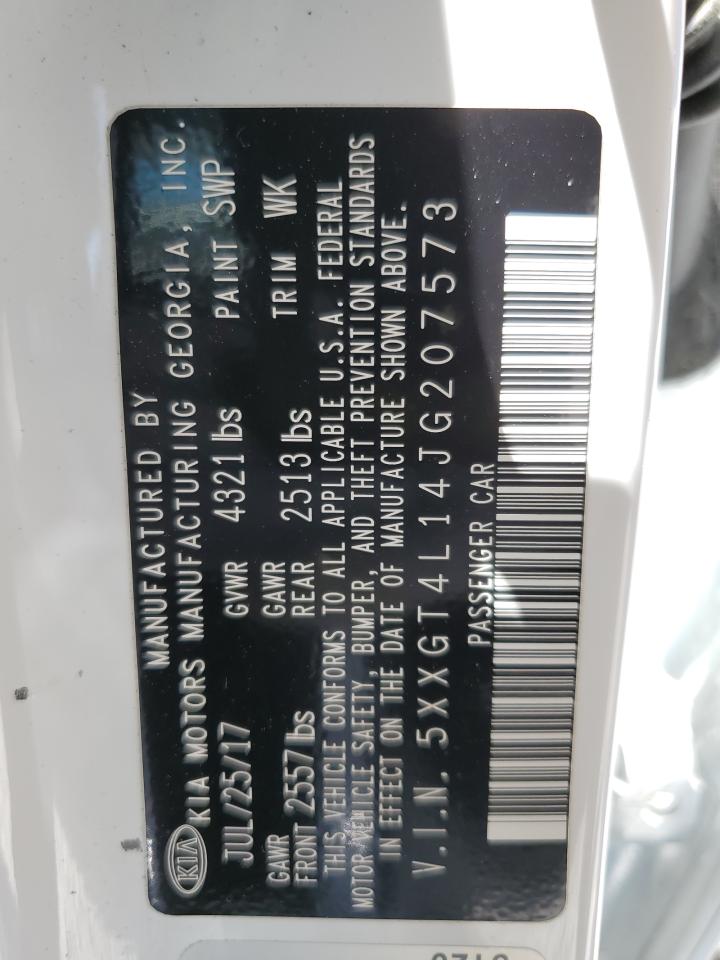 MANUFACTURED BY
KIA KIA MOTORS MANUFACTURING GEORGIA, INC.
JUL/25/17 GVWR 4321 lbs PAINT SWP
GAWR FRONT 2557 lbs GAWR REAR 2513 lbs TRIM WK
THIS VEHICLE CONFORMS TO ALL APPLICABLE U.S.A. FEDERAL
MOTOR VEHICLE SAFETY, BUMPER, AND THEFT PREVENTION STANDARDS
IN EFFECT ON THE DATE OF MANUFACTURE SHOWN ABOVE..
V.I.N. 5XXGT4L14JG207573
PASSENGER CAR